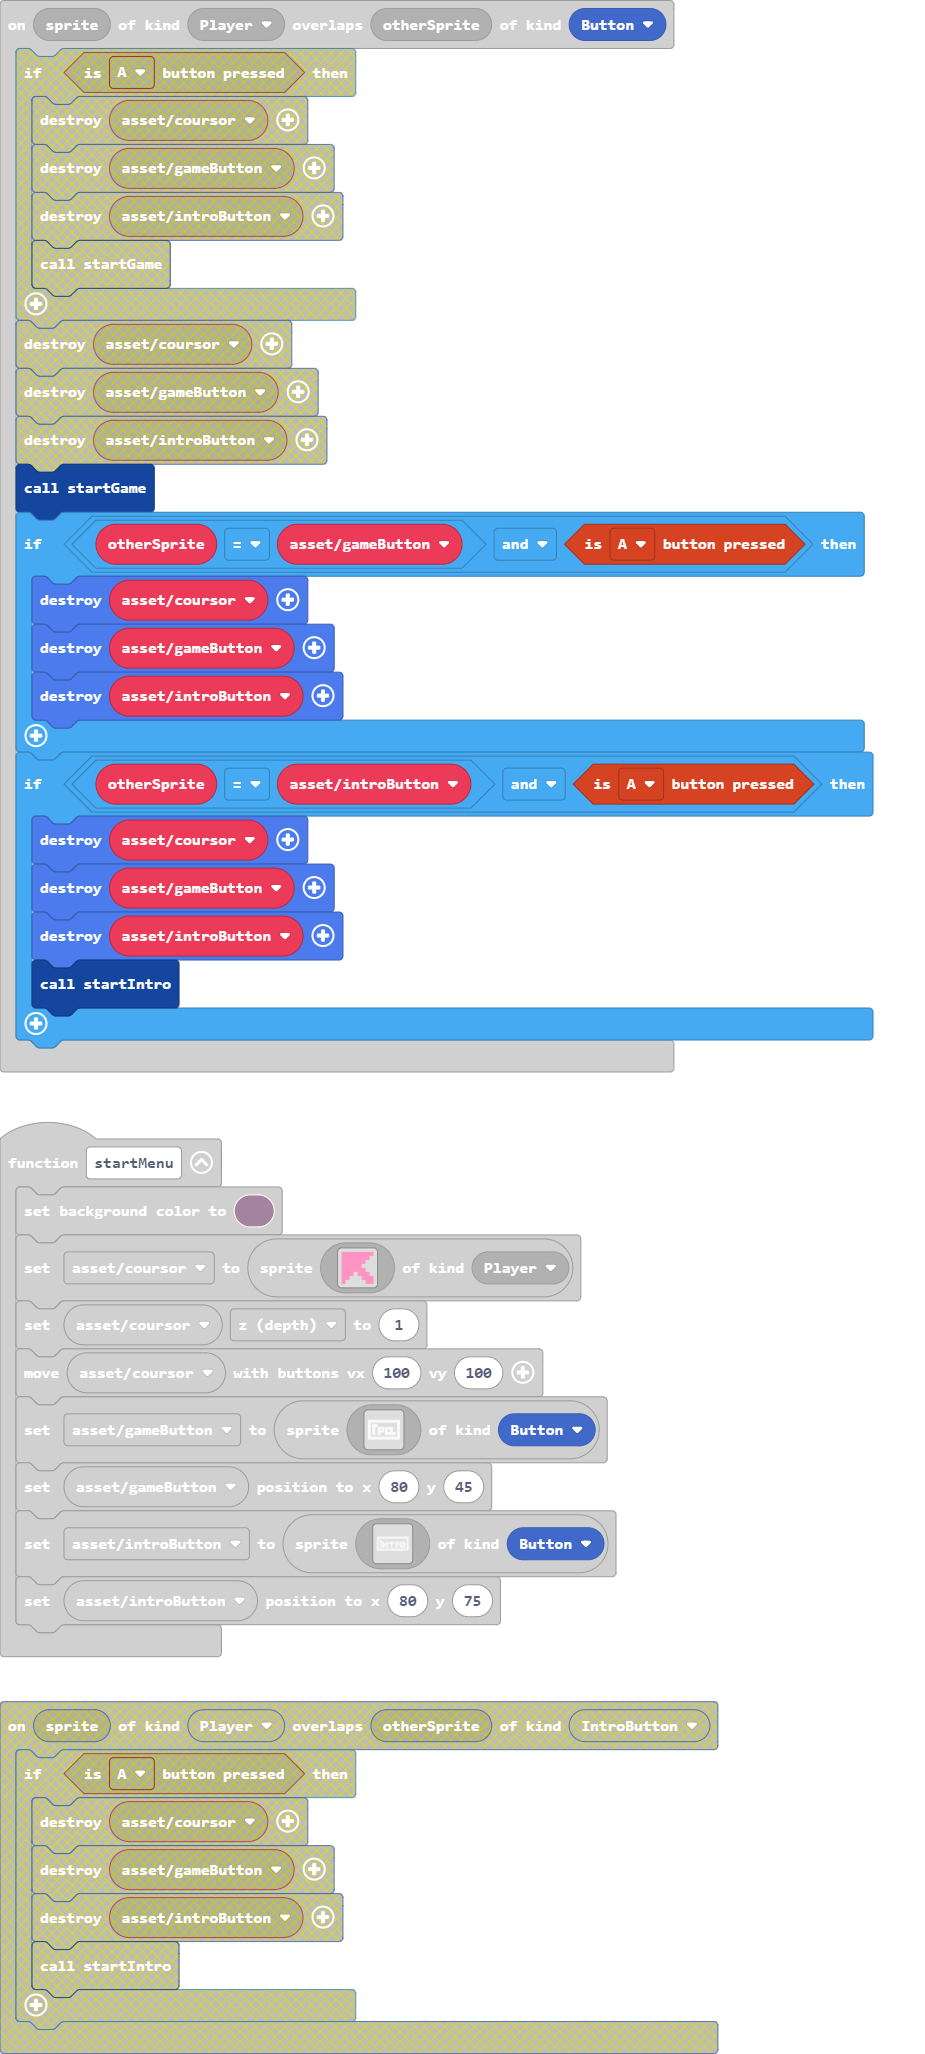 on sprite of kind Player overlaps otherSprite of kind Button
if is A button pressed then
destroy asset/coursor
destroy asset/gameButton
destroy asset/introButton
call startGame
destroy asset/coursor
destroy asset/gameButton
destroy asset/introButton
call startGame
if otherSprite = asset/gameButton and is A button pressed then
destroy asset/coursor
destroy asset/gameButton
destroy asset/introButton
if otherSprite = asset/introButton and is A button pressed then
destroy asset/coursor
destroy asset/gameButton
destroy asset/introButton
call startIntro
function startMenu
set background color to
set asset/coursor to sprite of kind Player
set asset/coursor z (depth) to 1
move asset/coursor with buttons vx 100 vy 100
set asset/gameButton to sprite of kind Button
set asset/gameButton position to x 80 y 45
set asset/introButton to sprite of kind Button
set asset/introButton position to x 80 y 75
on sprite of kind Player overlaps otherSprite of kind IntroButton
if is A button pressed then
destroy asset/coursor
destroy asset/gameButton
destroy asset/introButton
call startIntro